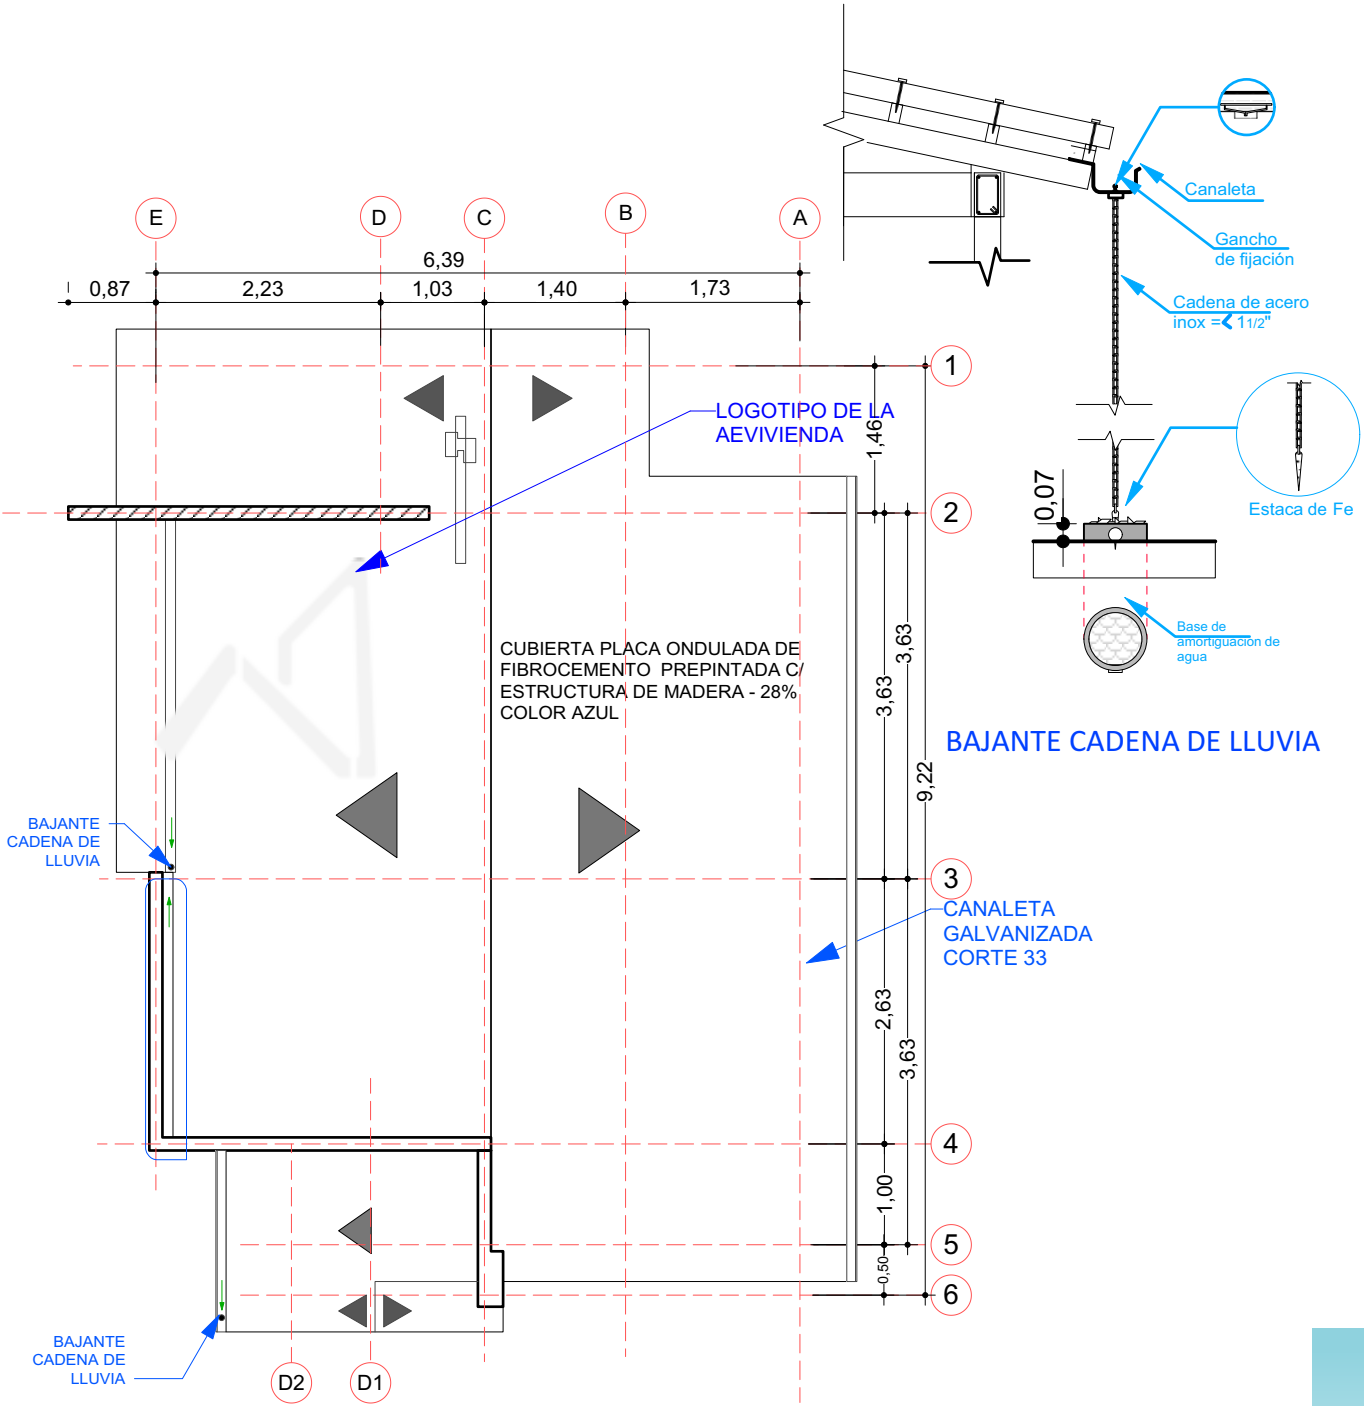 E
D
C
B
A
6,39
0,87
2,23
1,03
1,40
1,73
1
2
3
4
5
6
LOGOTIPO DE LA
AEVIVIENDA
1,46
3,63
3,63
9,22
2,63
3,63
1,00
0,50
CUBIERTA PLACA ONDULADA DE
FIBROCEMENTO PREPINTADA C/
ESTRUCTURA DE MADERA - 28%
COLOR AZUL
BAJANTE
CADENA DE
LLUVIA
CANALETA
GALVANIZADA
CORTE 33
BAJANTE
CADENA DE
LLUVIA
D2
D1
Canaleta
Gancho
de fijación
Cadena de acero
inox = 1 1/2"
0,07
Estaca de Fe
Base de
amortiguación de
agua
BAJANTE CADENA DE LLUVIA